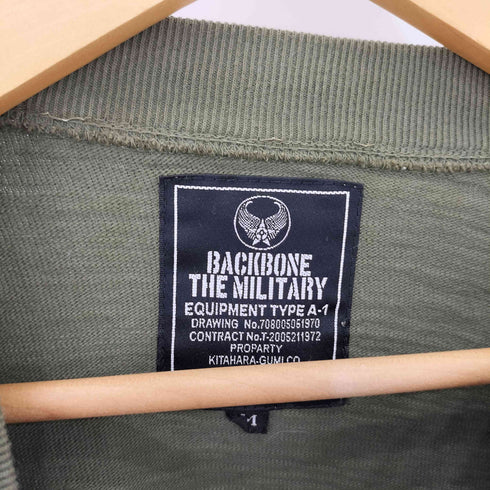 BACKBONE
THE MILITARY
EQUIPMENT TYPE A-1
DRAWING No.708005051970
CONTRACT No.T-2005211972
PROPARTY
KITAHARA-GUMI CO.